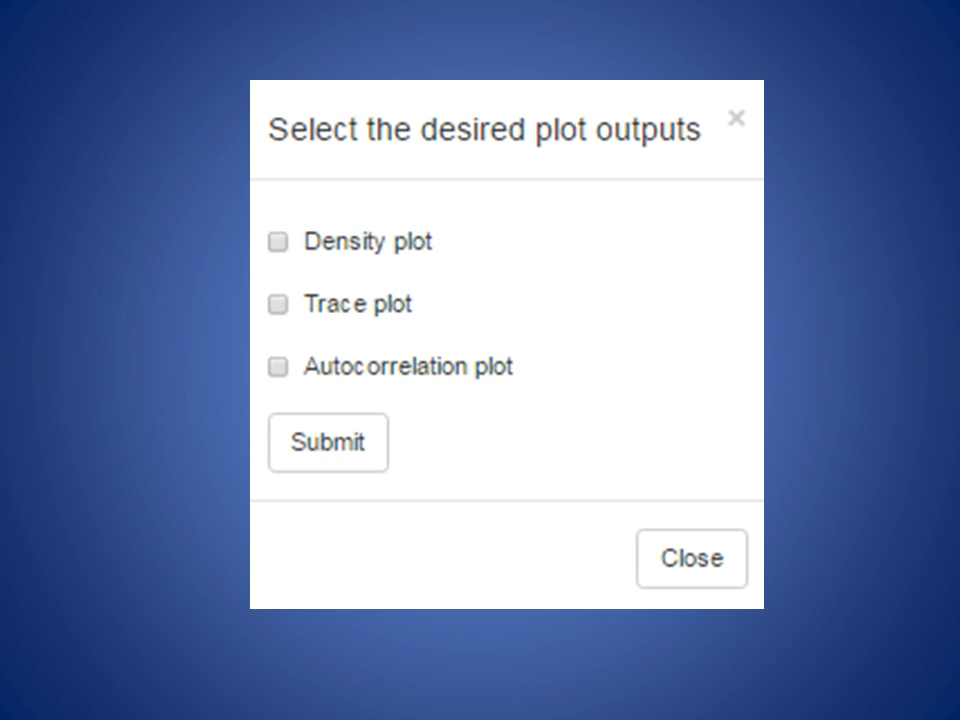 Select the desired plot outputs ×
Density plot
Trace plot
Autocorrelation plot
Submit
Close